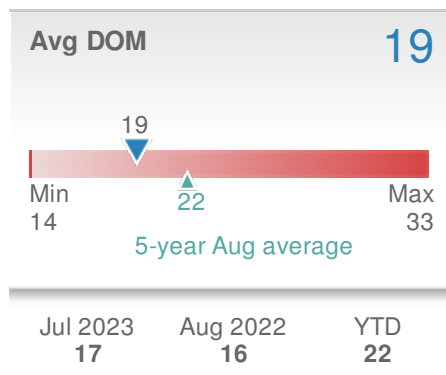 Avg DOM 19
19
22
Min Max
14 33
5-year Aug average
Jul 2023 Aug 2022 YTD
17 16 22